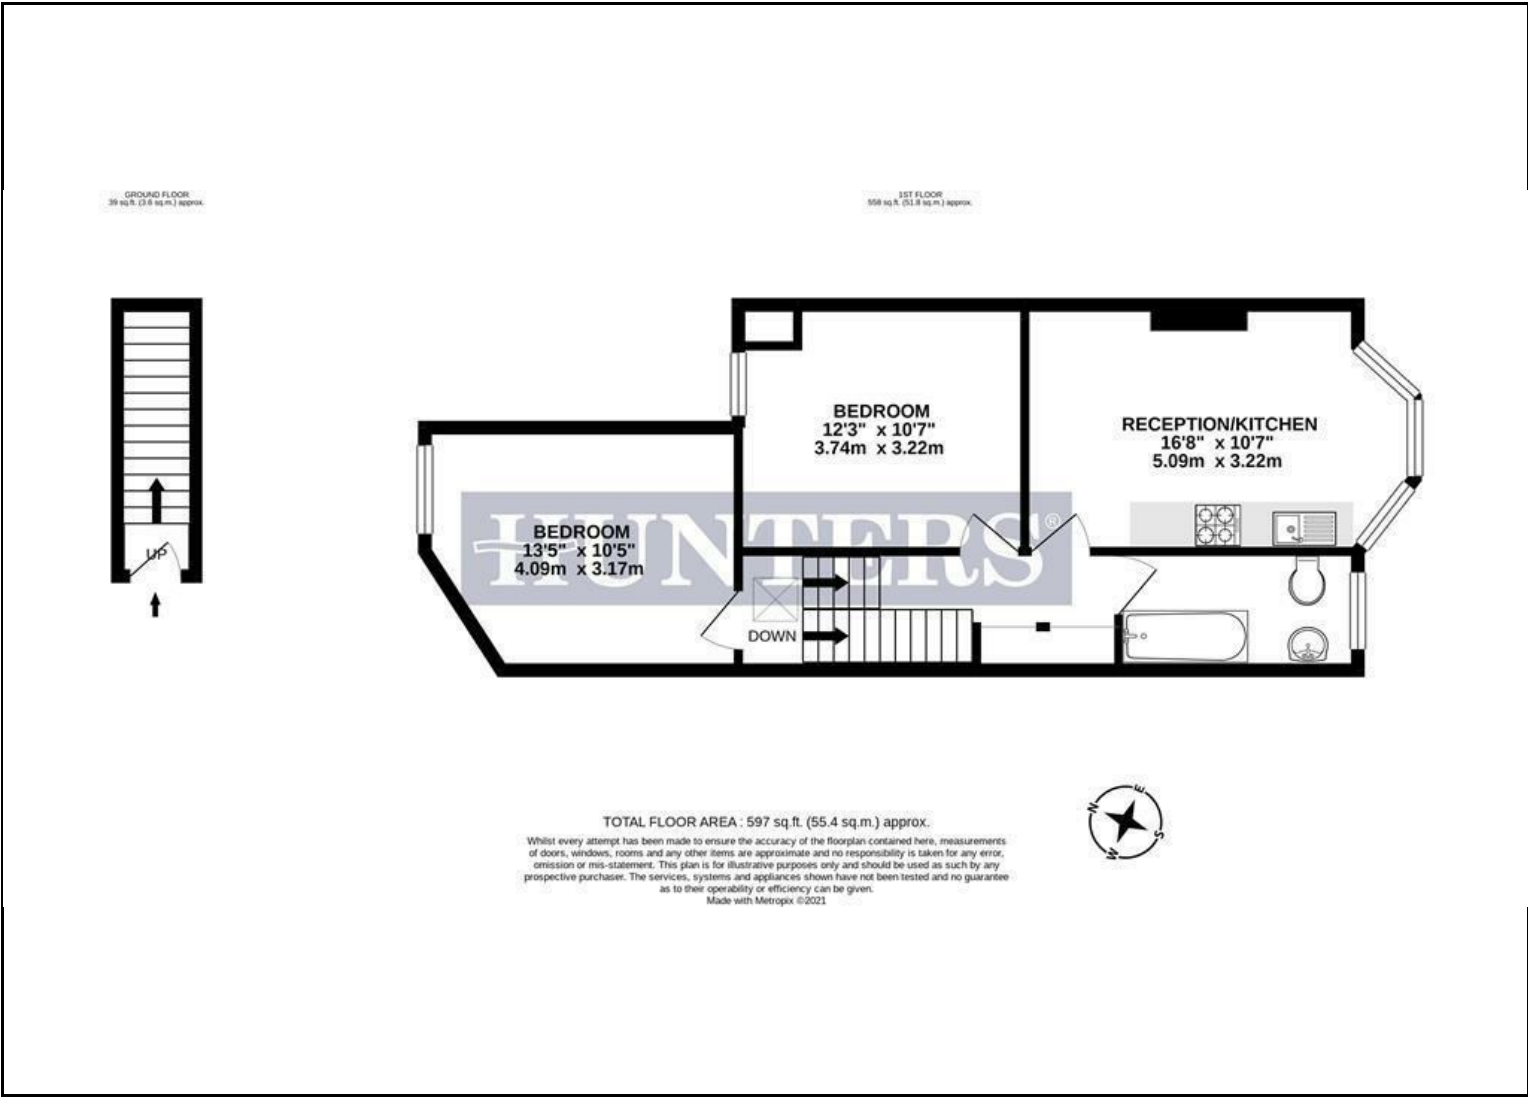 GROUND FLOOR
39 sq.ft. (3.6 sq.m.) approx.
1ST FLOOR
558 sq.ft. (51.8 sq.m.) approx.
UP
BEDROOM
12'3" x 10'7"
3.74m x 3.22m
RECEPTION/KITCHEN
16'8" x 10'7"
5.09m x 3.22m
HUNTERS®
BEDROOM
13'5" x 10'5"
4.09m x 3.17m
DOWN
N
E
S
W
TOTAL FLOOR AREA : 597 sq.ft. (55.4 sq.m.) approx.
Whilst every attempt has been made to ensure the accuracy of the floorplan contained here, measurements
of doors, windows, rooms and any other items are approximate and no responsibility is taken for any error,
omission or mis-statement. This plan is for illustrative purposes only and should be used as such by any
prospective purchaser. The services, systems and appliances shown have not been tested and no guarantee
as to their operability or efficiency can be given.
Made with Metropix ©2021